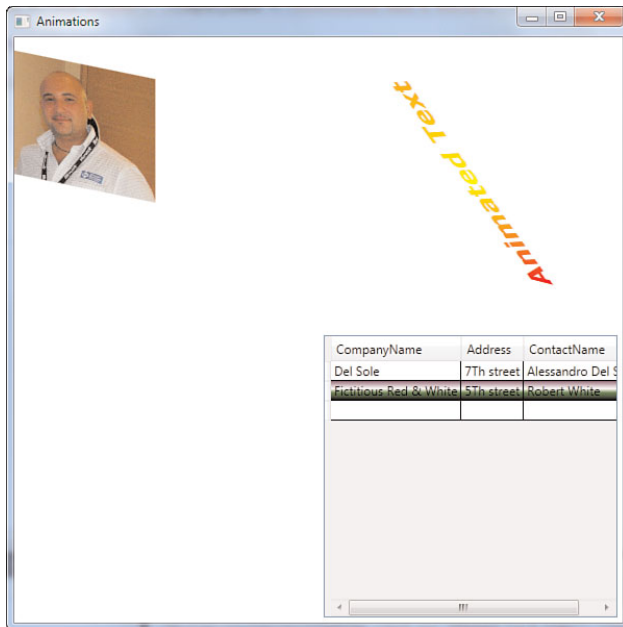 Animations
Animated Text
CompanyName Address ContactName
Del Sole 7Th street Alessandro Del S
Fictitious Red & White 5Th street Robert White